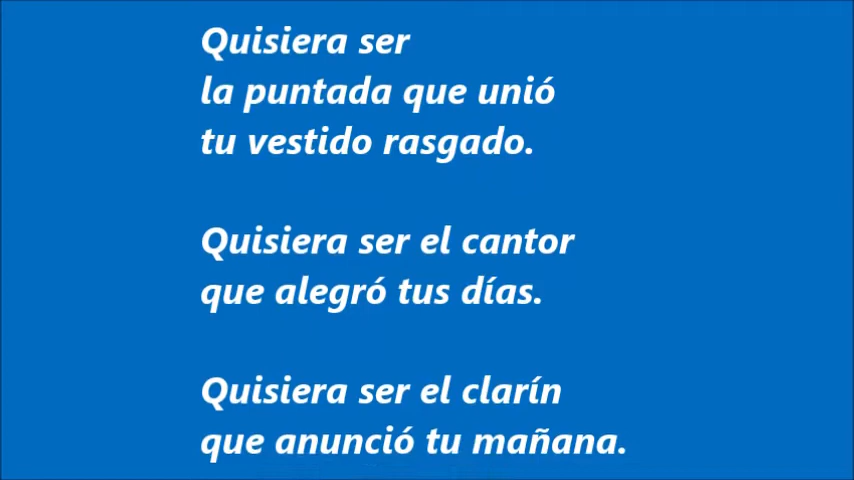 Quisiera ser
la puntada que unió
tu vestido rasgado.
Quisiera ser el cantor
que alegró tus días.
Quisiera ser el clarín
que anunció tu mañana.